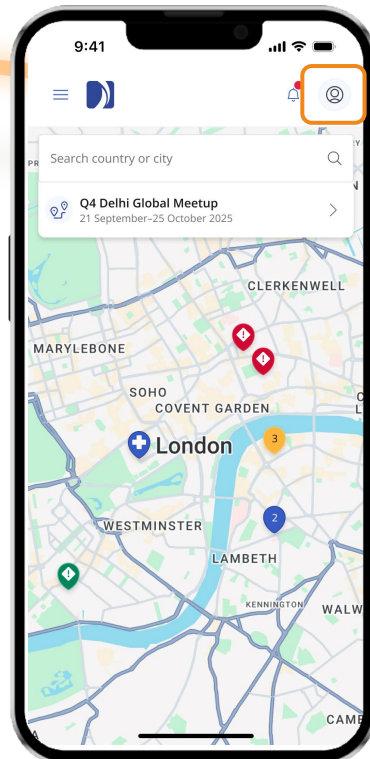 9:41
Search country or city
Q4 Delhi Global Meetup
21 September–25 October 2025
CLERKENWELL
MARYLEBONE
SOHO
COVENT GARDEN
London
3
2
WESTMINSTER
LAMBETH
KENNINGTON
WALW
CAMB